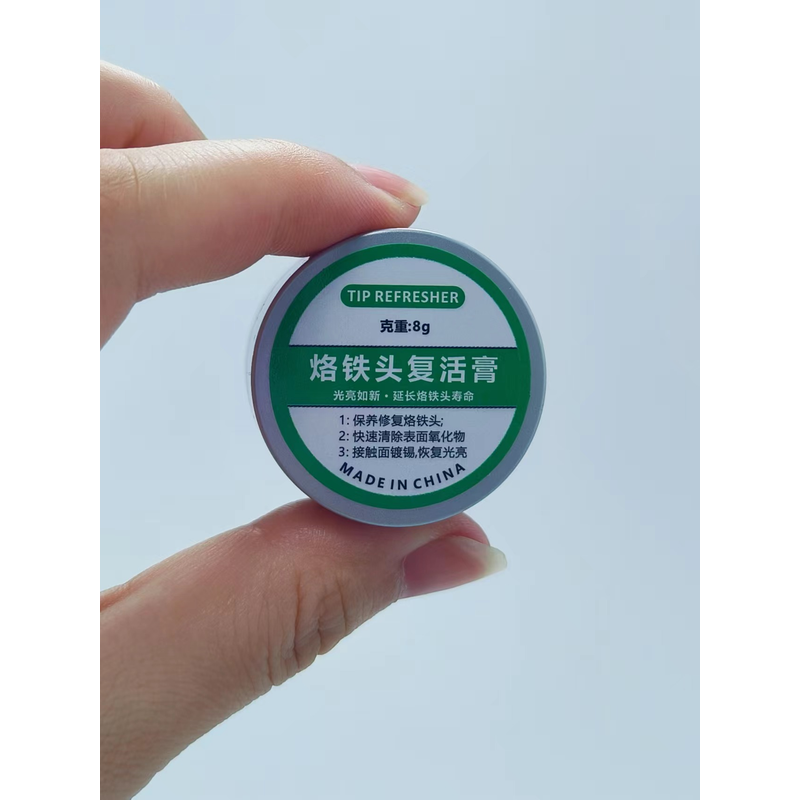 TIP REFRESHER
克重:8g
烙铁头复活膏
光亮如新·延长烙铁头寿命
1: 保养修复烙铁头;
2: 快速清除表面氧化物
3: 接触面镀锡,恢复光亮
MADE IN CHINA